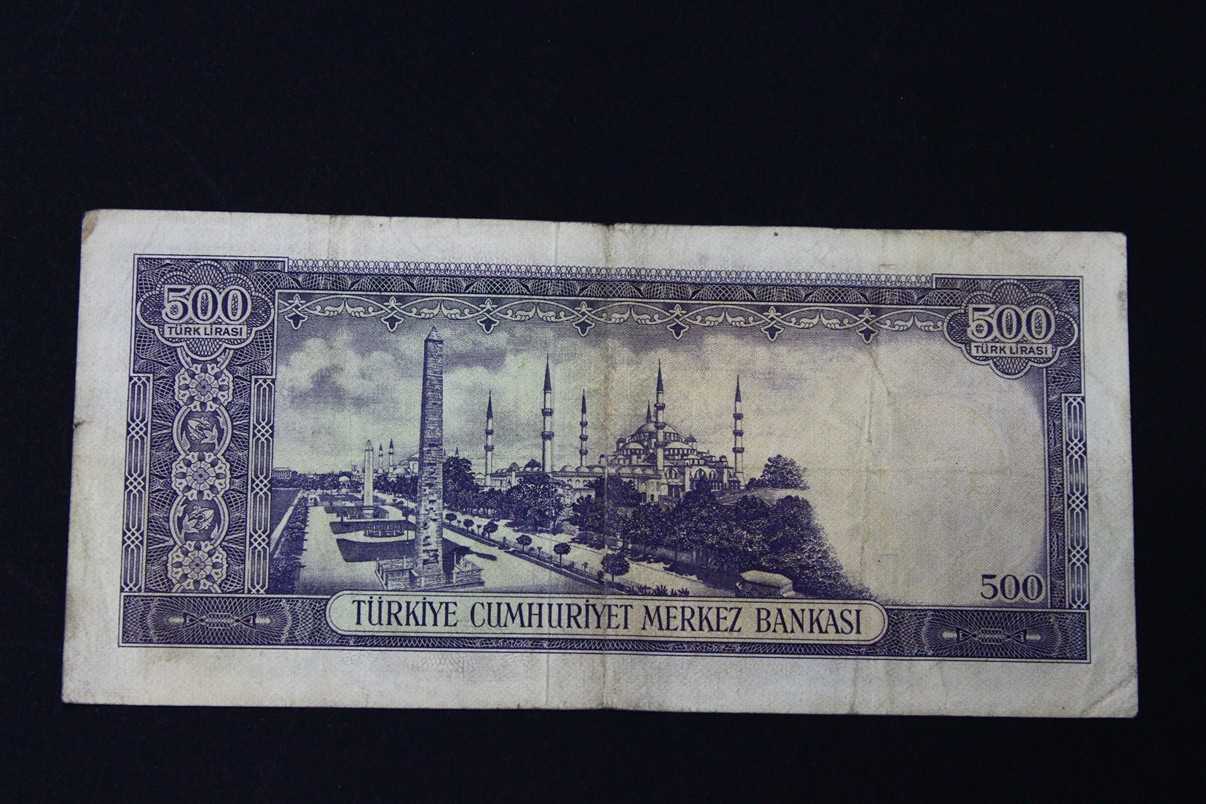 500
TÜRK LİRASI
500
TÜRK LİRASI
500
TÜRKİYE CUMHURİYET MERKEZ BANKASI